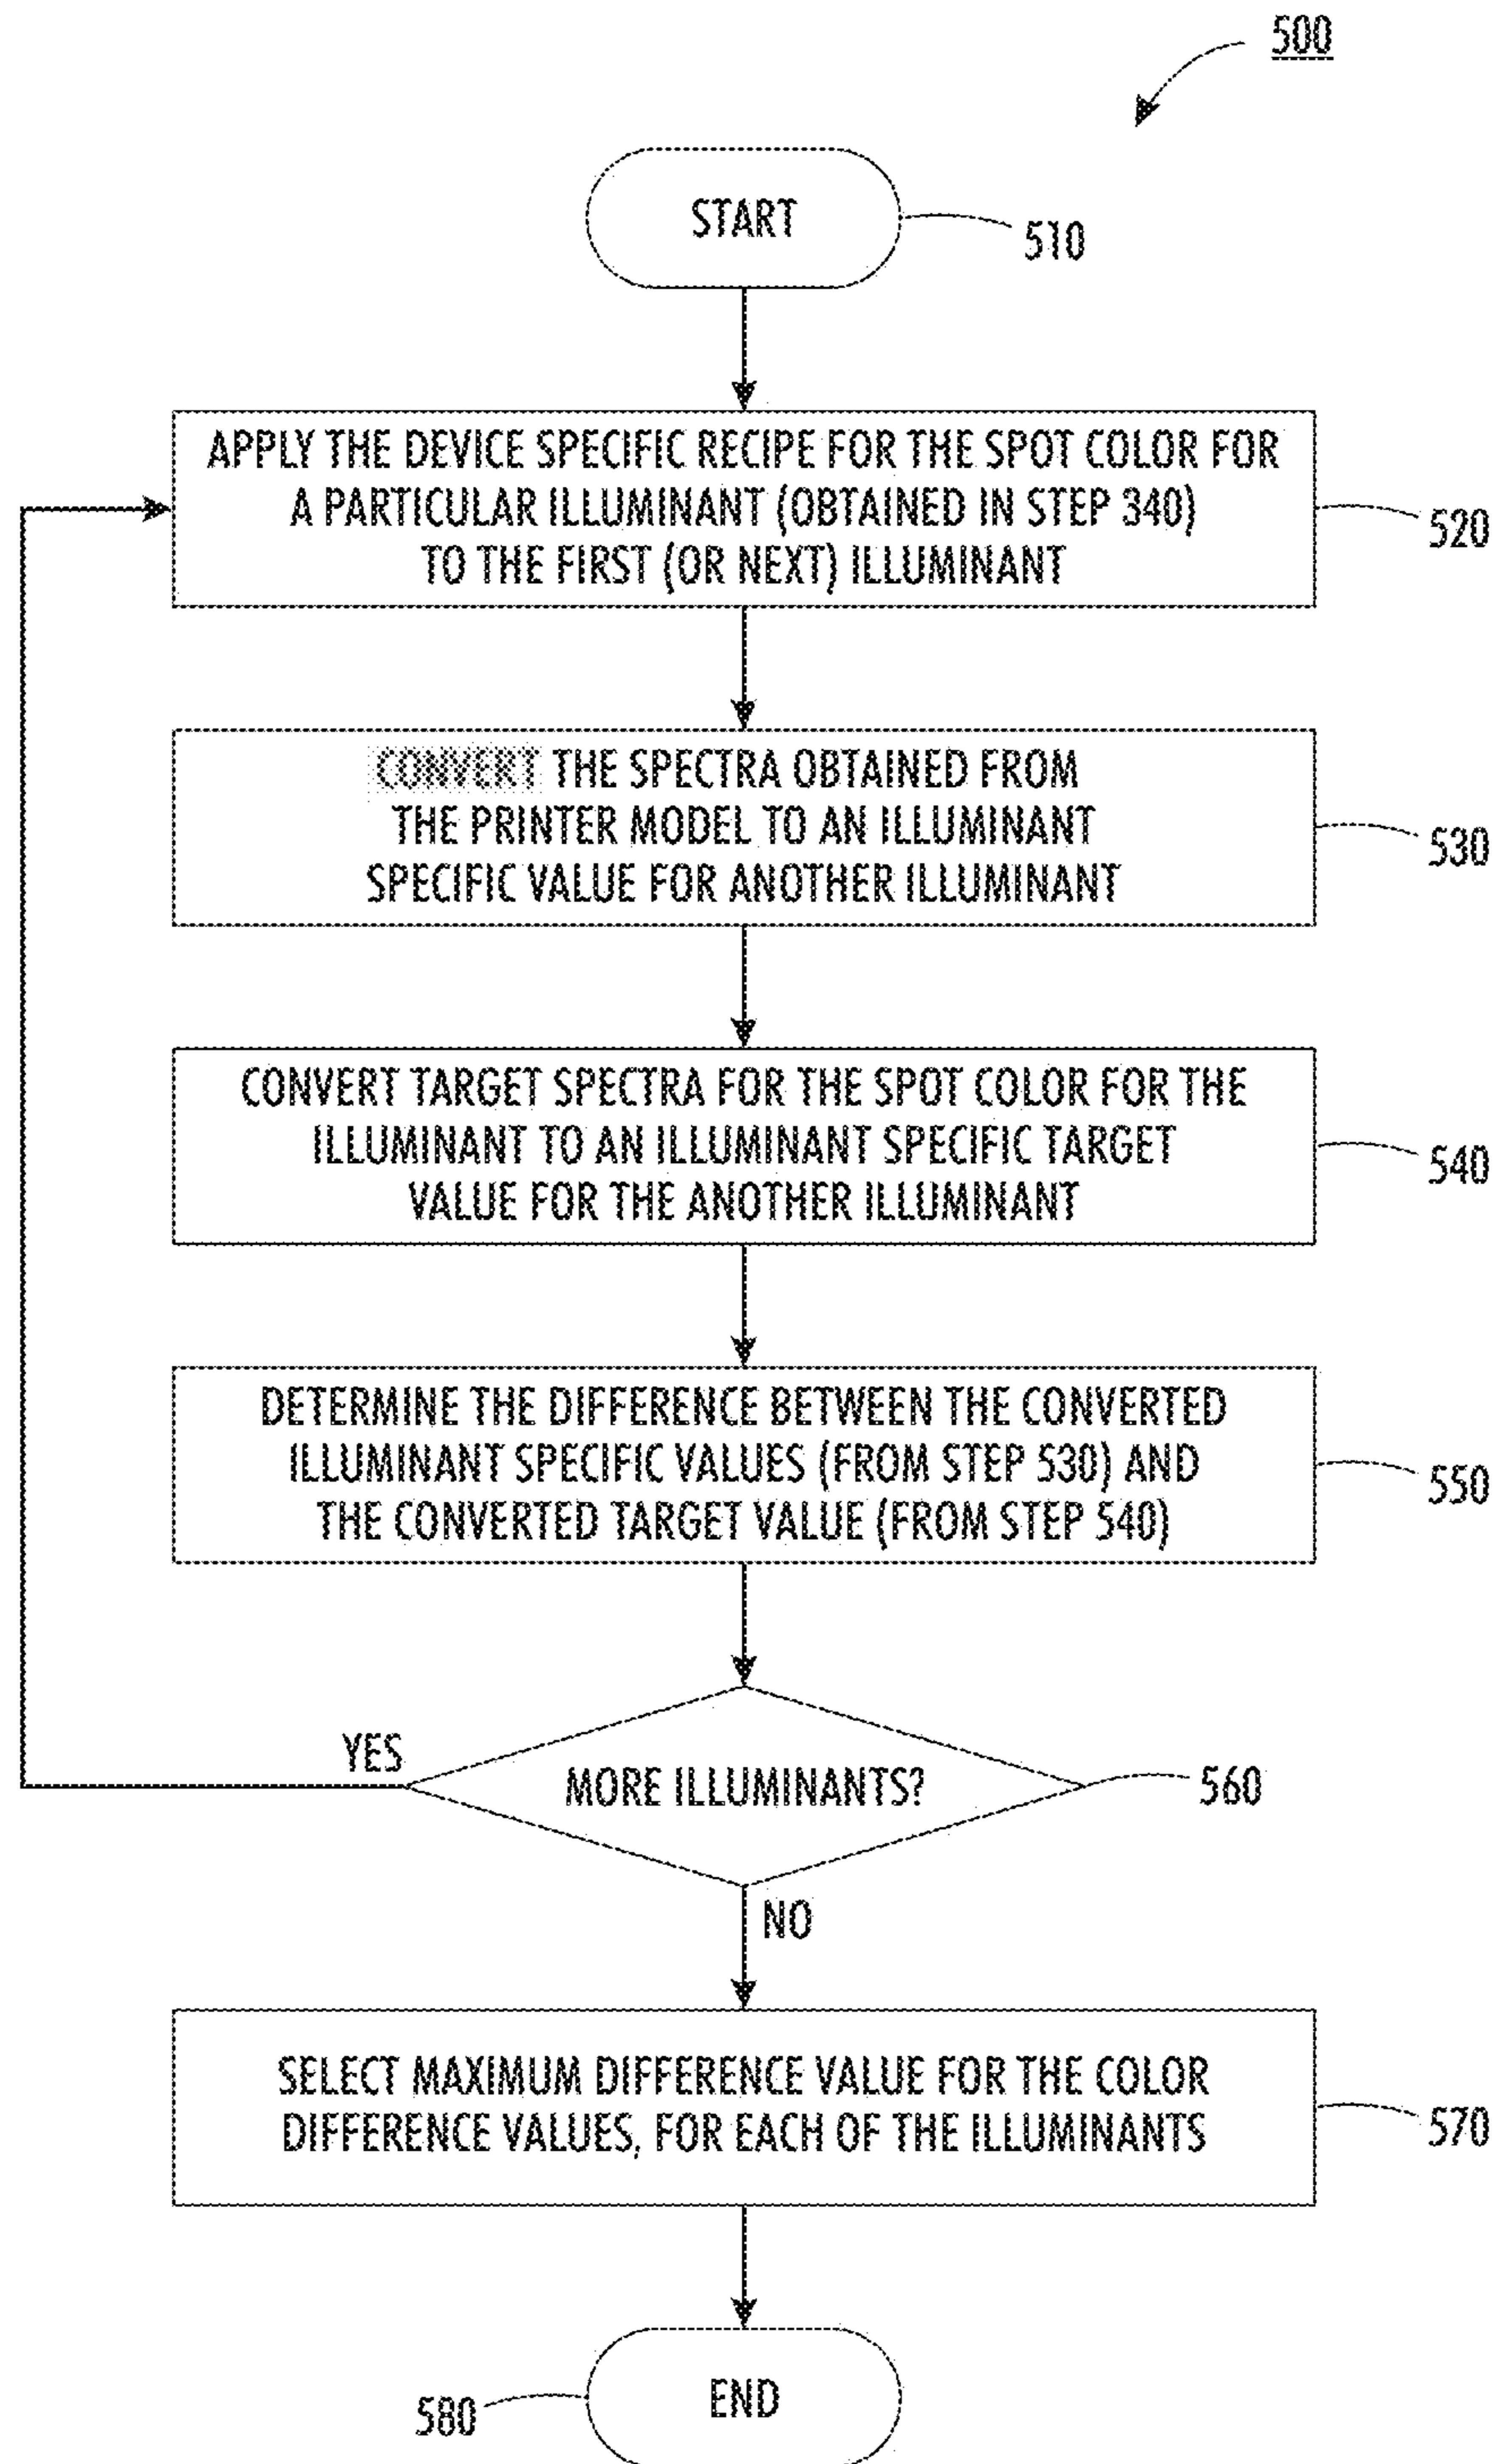 500
START
510
APPLY THE DEVICE SPECIFIC RECIPE FOR THE SPOT COLOR FOR
A PARTICULAR ILLUMINANT (OBTAINED IN STEP 340)
TO THE FIRST (OR NEXT) ILLUMINANT
520
CONVERT THE SPECTRA OBTAINED FROM
THE PRINTER MODEL TO AN ILLUMINANT
SPECIFIC VALUE FOR ANOTHER ILLUMINANT
530
CONVERT TARGET SPECTRA FOR THE SPOT COLOR FOR THE
ILLUMINANT TO AN ILLUMINANT SPECIFIC TARGET
VALUE FOR THE ANOTHER ILLUMINANT
540
DETERMINE THE DIFFERENCE BETWEEN THE CONVERTED
ILLUMINANT SPECIFIC VALUES (FROM STEP 530) AND
THE CONVERTED TARGET VALUE (FROM STEP 540)
550
YES
MORE ILLUMINANTS?
560
NO
SELECT MAXIMUM DIFFERENCE VALUE FOR THE COLOR
DIFFERENCE VALUES, FOR EACH OF THE ILLUMINANTS
570
END
580